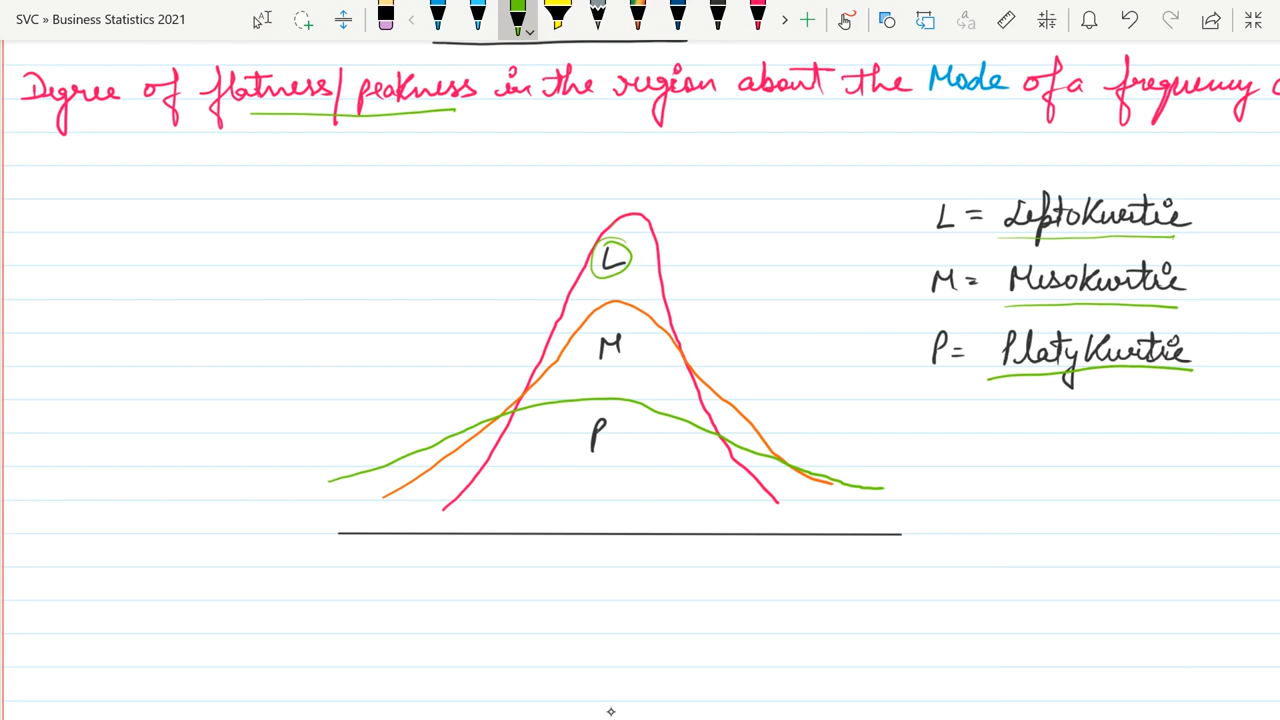 SVC » Business Statistics 2021
Degree of flatness/peakness in the region about the Mode of a frequency
L = Leptokurtic
M = Mesokurtic
P = Platykurtic
L
M
P